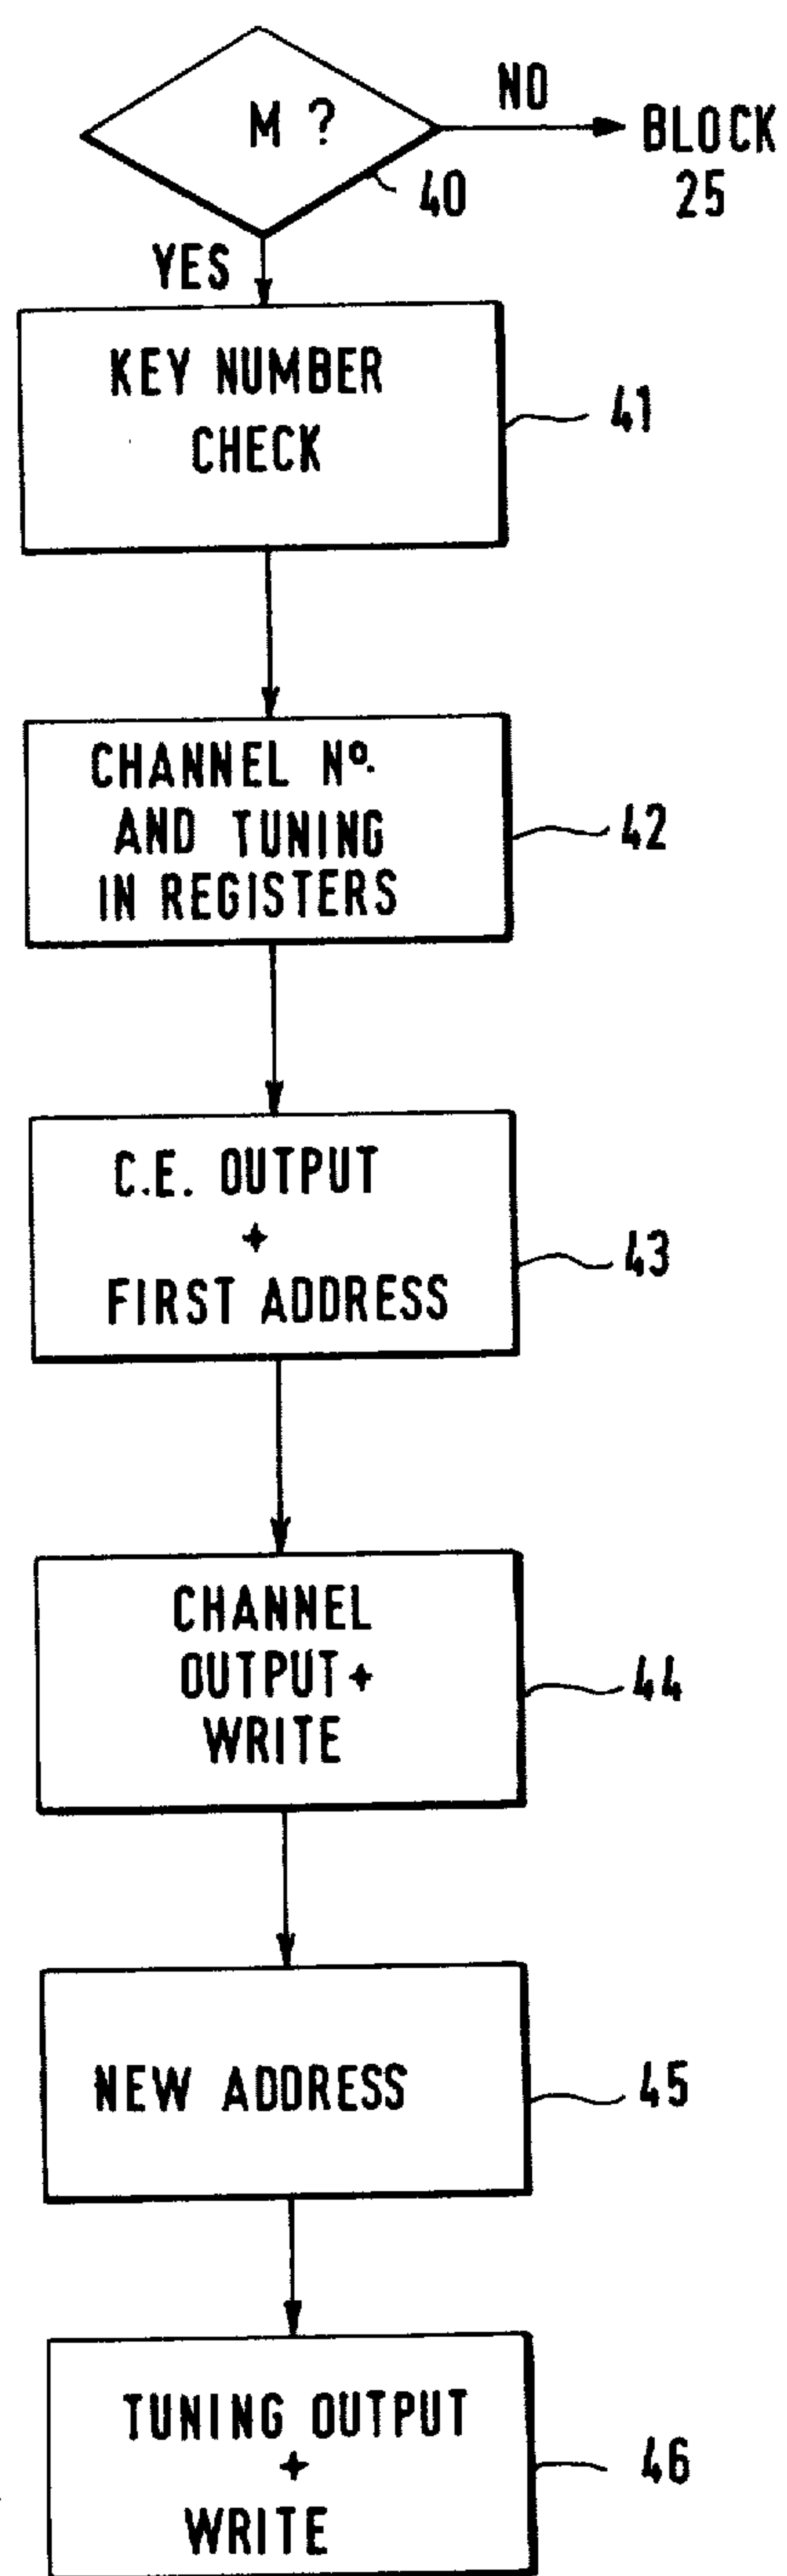 M ?
NO
BLOCK
25
40
YES
KEY NUMBER
CHECK
41
CHANNEL Nº.
AND TUNING
IN REGISTERS
42
C.E. OUTPUT
+
FIRST ADDRESS
43
CHANNEL
OUTPUT +
WRITE
44
NEW ADDRESS
45
TUNING OUTPUT
+
WRITE
46